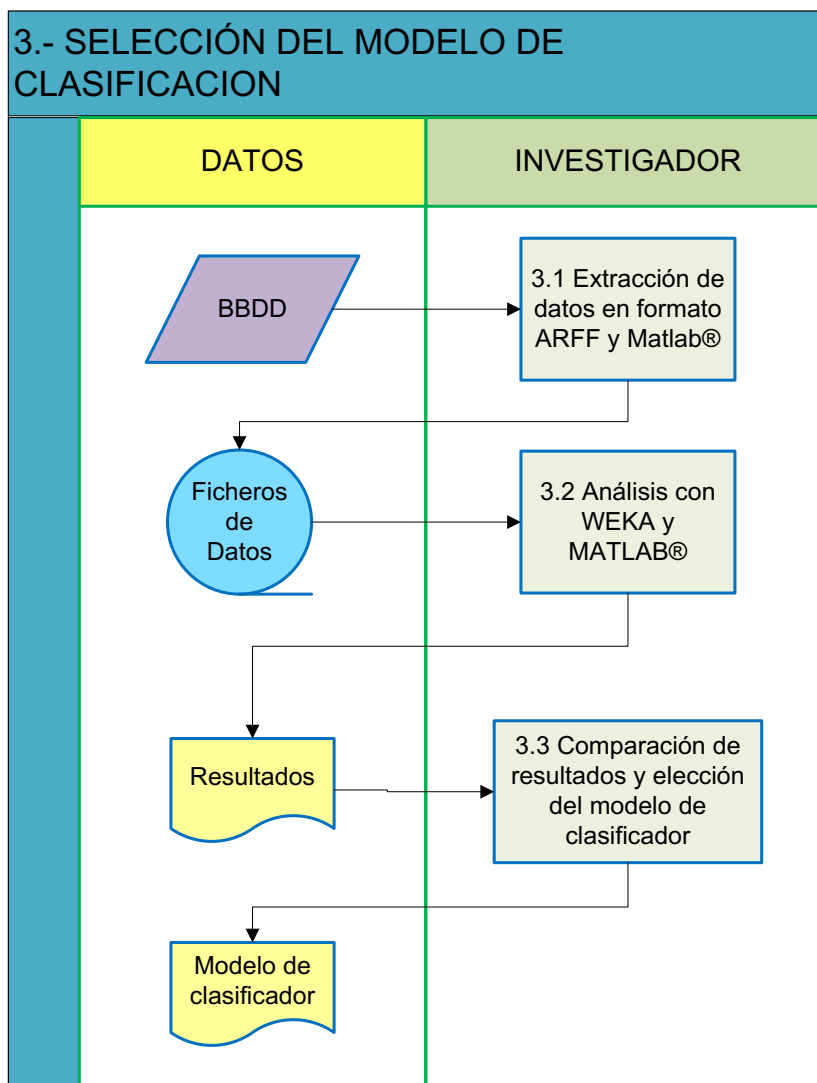 3.- SELECCIÓN DEL MODELO DE
CLASIFICACION
DATOS
INVESTIGADOR
BBDD
3.1 Extracción de
datos en formato
ARFF y Matlab®
Ficheros
de
Datos
3.2 Análisis con
WEKA y
MATLAB®
Resultados
3.3 Comparación de
resultados y elección
del modelo de
clasificador
Modelo de
clasificador